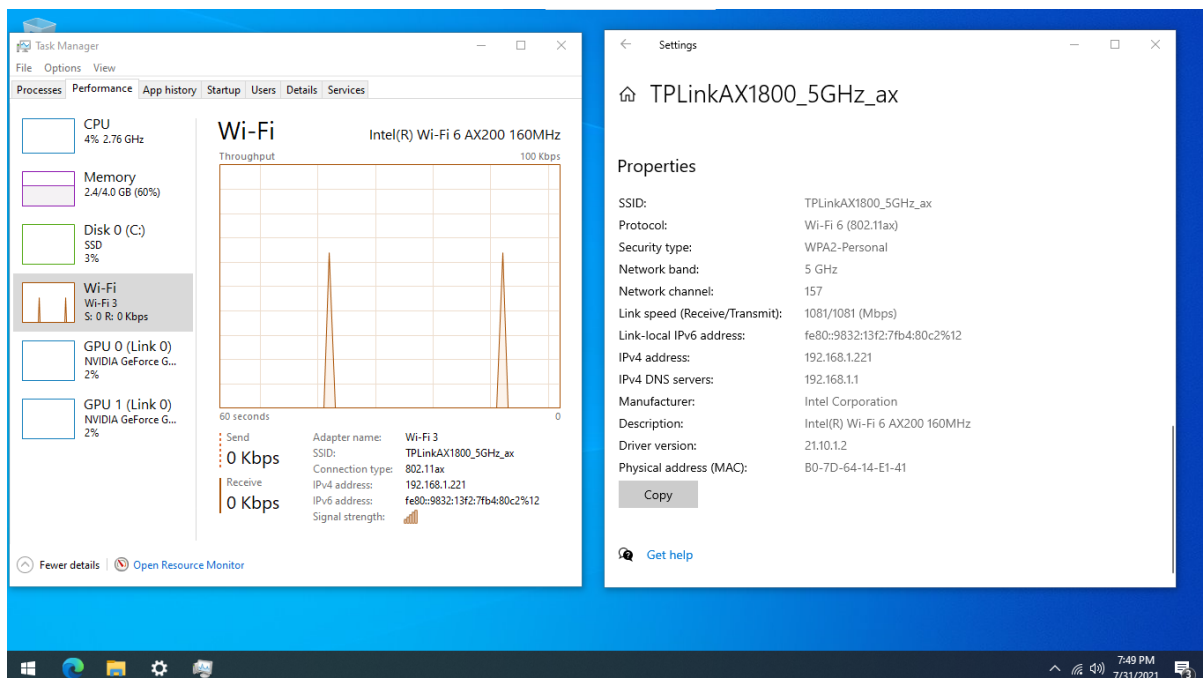 Task Manager
File Options View
Processes Performance App history Startup Users Details Services
CPU
4% 2.76 GHz
Memory
2.4/4.0 GB (60%)
Disk 0 (C:)
SSD
3%
Wi-Fi
Wi-Fi 3
S: 0 R: 0 Kbps
GPU 0 (Link 0)
NVIDIA GeForce G...
2%
GPU 1 (Link 0)
NVIDIA GeForce G...
2%
Wi-Fi
Intel(R) Wi-Fi 6 AX200 160MHz
Throughput 100 Kbps
60 seconds 0
Send
0 Kbps
Receive
0 Kbps
Adapter name: Wi-Fi 3
SSID: TPLinkAX1800_5GHz_ax
Connection type: 802.11ax
IPv4 address: 192.168.1.221
IPv6 address: fe80::9832:13f2:7fb4:80c2%12
Signal strength:
Fewer details Open Resource Monitor
Settings
TPLinkAX1800_5GHz_ax
Properties
SSID: TPLinkAX1800_5GHz_ax
Protocol: Wi-Fi 6 (802.11ax)
Security type: WPA2-Personal
Network band: 5 GHz
Network channel: 157
Link speed (Receive/Transmit): 1081/1081 (Mbps)
Link-local IPv6 address: fe80::9832:13f2:7fb4:80c2%12
IPv4 address: 192.168.1.221
IPv4 DNS servers: 192.168.1.1
Manufacturer: Intel Corporation
Description: Intel(R) Wi-Fi 6 AX200 160MHz
Driver version: 21.10.1.2
Physical address (MAC): B0-7D-64-14-E1-41
Copy
Get help
7:49 PM
7/31/2021
3